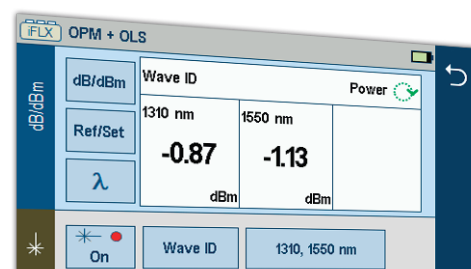 iFLX OPM + OLS
dB/dBm
dB/dBm
Wave ID
Power
Ref/Set
1310 nm
1550 nm
-0.87
-1.13
dBm
dBm
λ
On
Wave ID
1310, 1550 nm